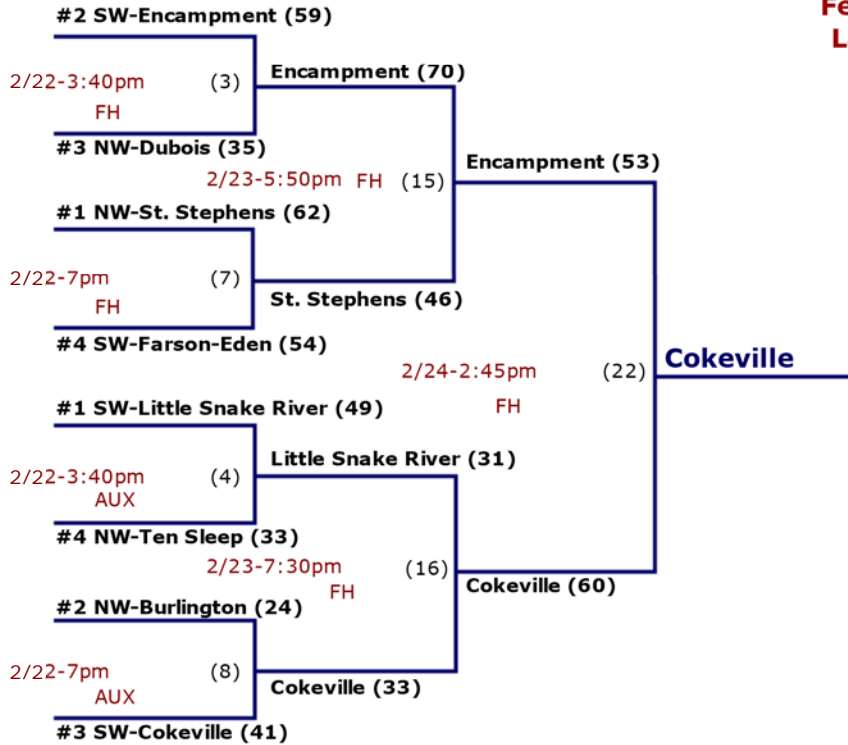 #2 SW-Encampment (59)
Fe
L
2/22-3:40pm (3) Encampment (70)
FH
#3 NW-Dubois (35)
2/23-5:50pm FH (15) Encampment (53)
#1 NW-St. Stephens (62)
2/22-7pm (7)
FH St. Stephens (46)
#4 SW-Farson-Eden (54)
2/24-2:45pm (22) Cokeville
FH
#1 SW-Little Snake River (49)
Little Snake River (31)
2/22-3:40pm (4)
AUX
#4 NW-Ten Sleep (33)
2/23-7:30pm (16)
FH Cokeville (60)
#2 NW-Burlington (24)
2/22-7pm (8)
Cokeville (33)
AUX
#3 SW-Cokeville (41)